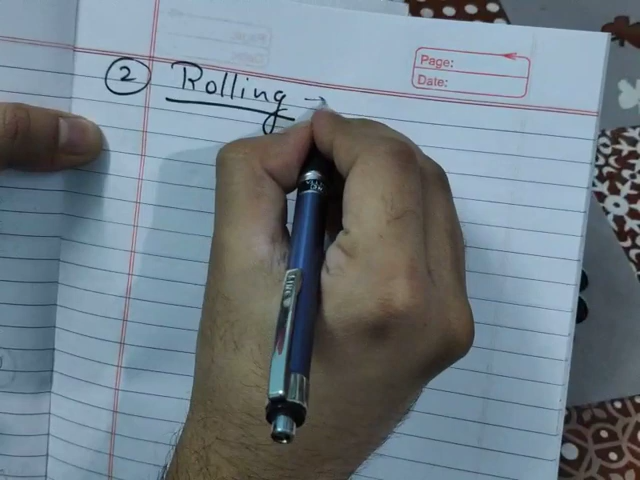 Page:
Date:
② Rolling →